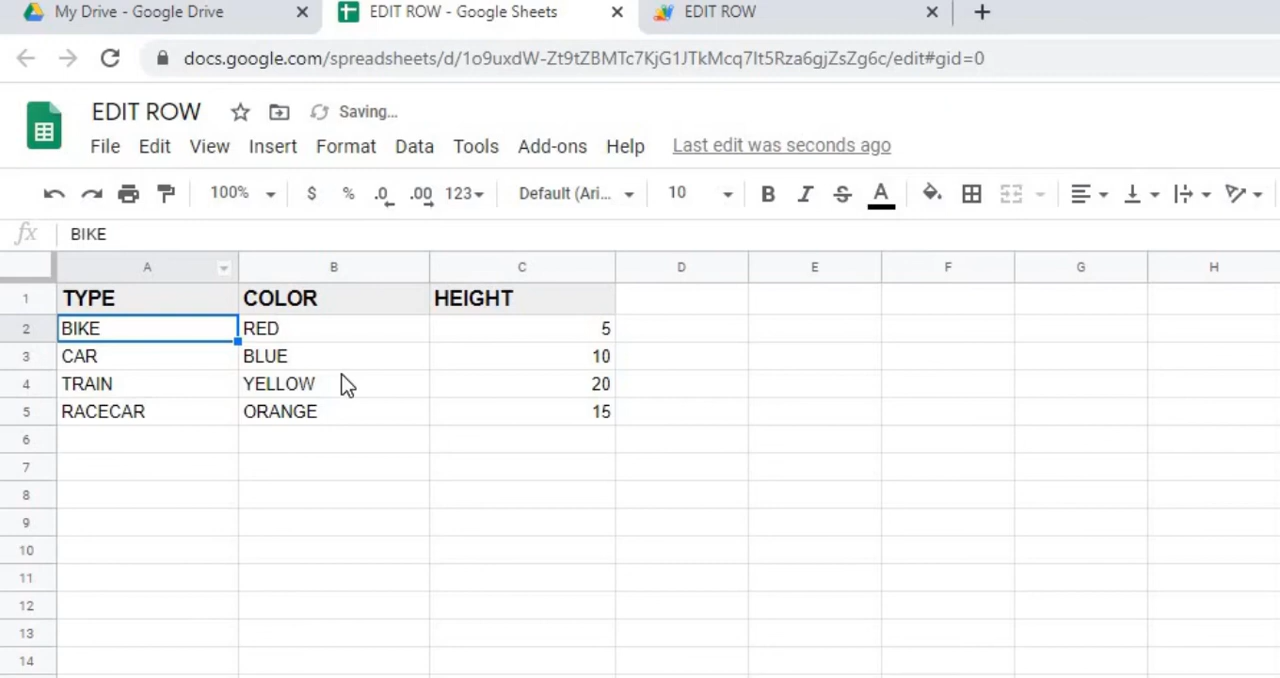 My Drive - Google Drive EDIT ROW - Google Sheets EDIT ROW
docs.google.com/spreadsheets/d/1o9uxdW-Zt9tZBMTc7KjG1JTkMcq7It5Rza6gjZsZg6c/edit#gid=0
EDIT ROW Saving...
File Edit View Insert Format Data Tools Add-ons Help Last edit was seconds ago
100% $ % .0 .00 123 Default (Ari... 10 B I S A
fx BIKE
A B C D E F G H
1 TYPE COLOR HEIGHT
2 BIKE RED 5
3 CAR BLUE 10
4 TRAIN YELLOW 20
5 RACECAR ORANGE 15
6
7
8
9
10
11
12
13
14